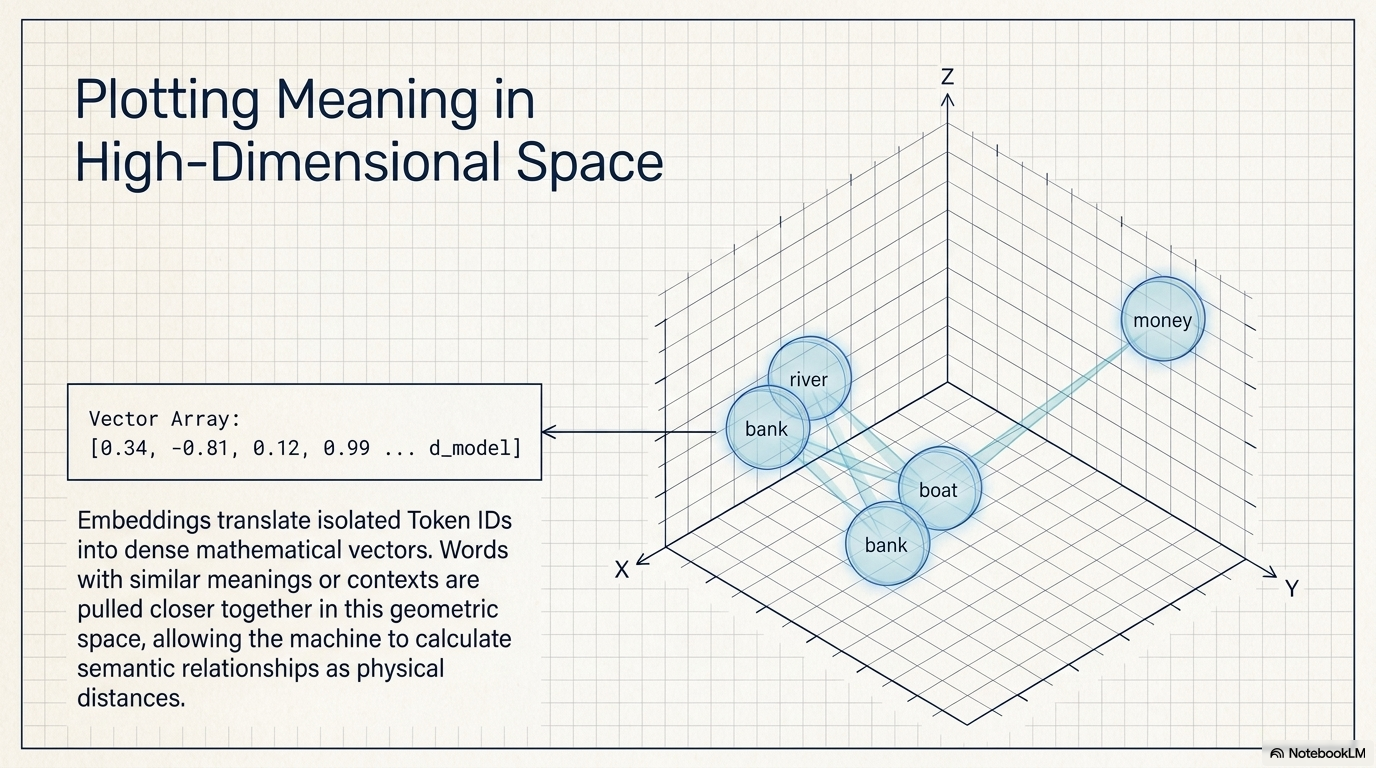 Plotting Meaning in
High-Dimensional Space
Vector Array:
[0.34, -0.81, 0.12, 0.99 ... d_model]
Embeddings translate isolated Token IDs
into dense mathematical vectors. Words
with similar meanings or contexts are
pulled closer together in this geometric
space, allowing the machine to calculate
semantic relationships as physical
distances.
Z
money
river
bank
boat
bank
X
Y
NotebookLM